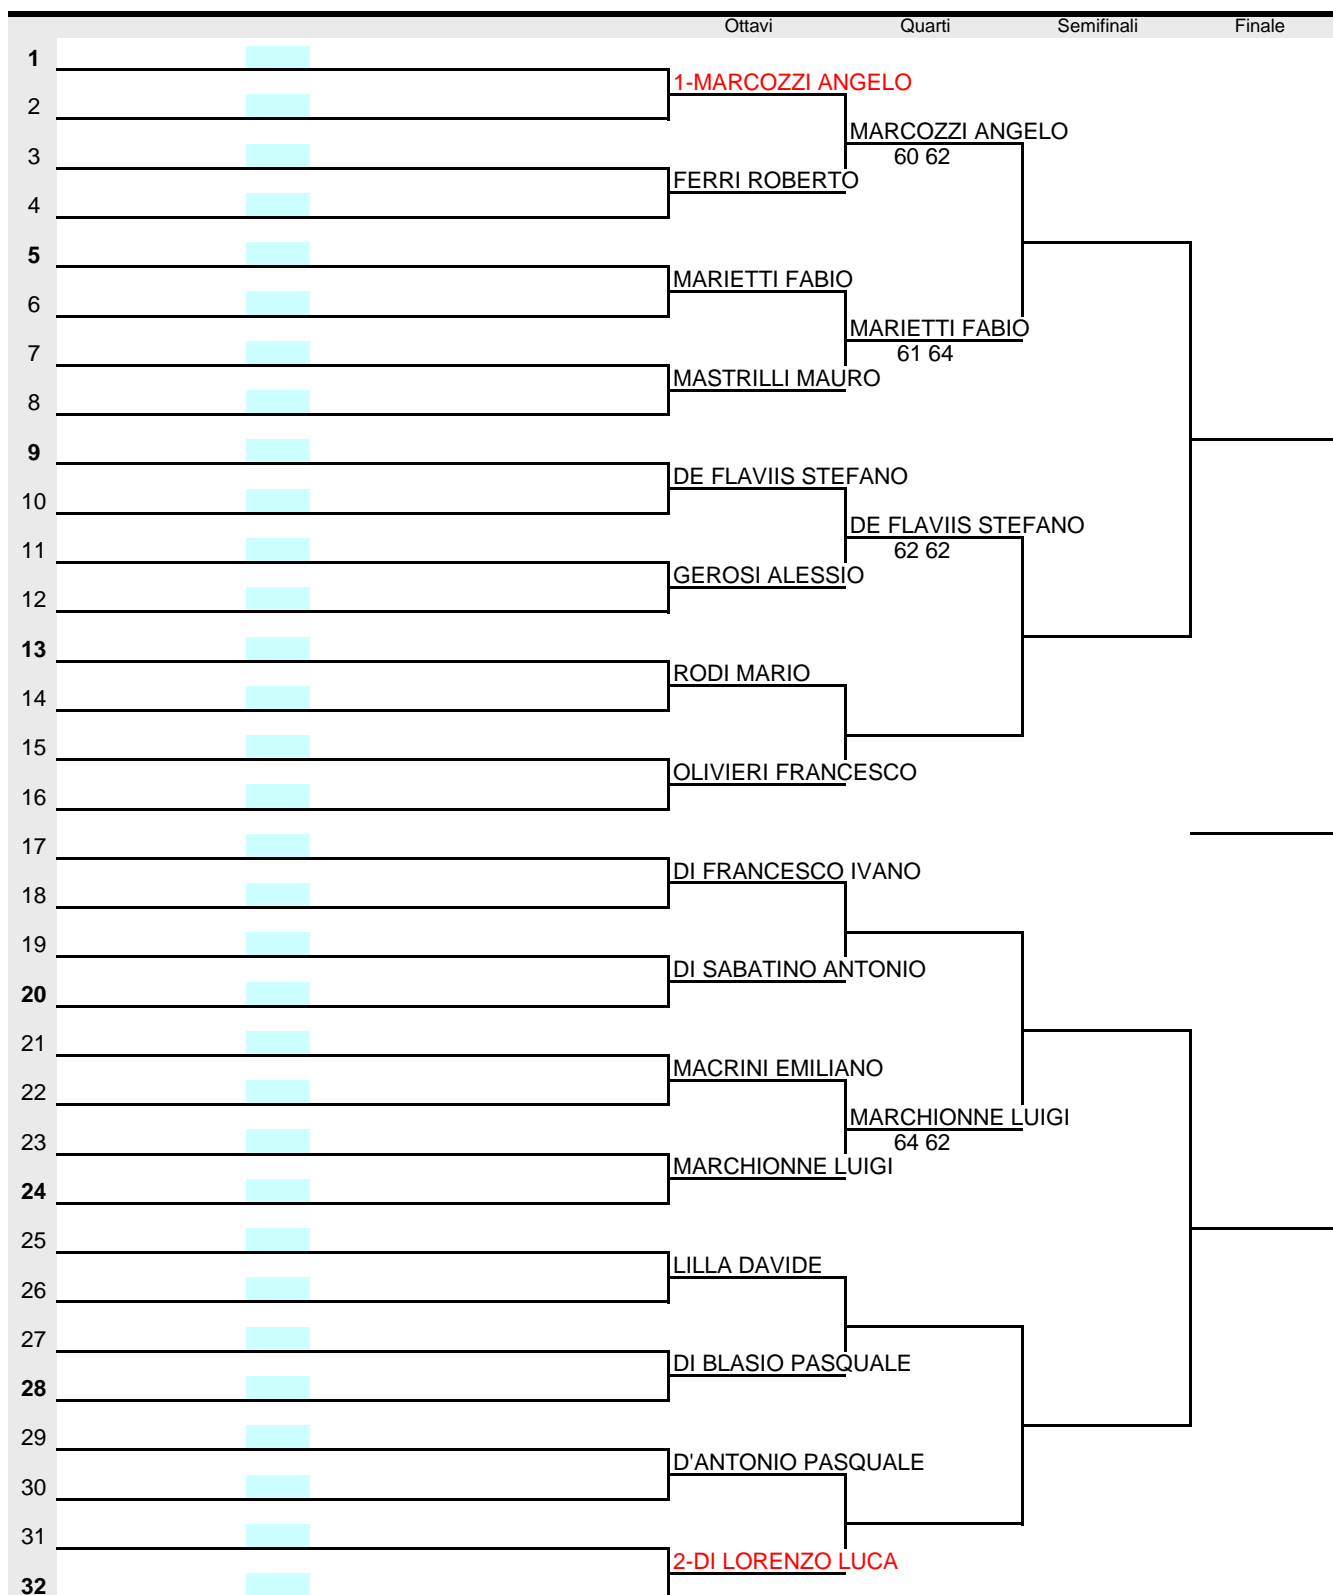 Ottavi Quarti Semifinali Finale
1
1-MARCOZZI ANGELO
2
MARCOZZI ANGELO
3
60 62
FERRI ROBERTO
4
5
MARIETTI FABIO
6
MARIETTI FABIO
7
61 64
MASTRILLI MAURO
8
9
DE FLAVIIS STEFANO
10
DE FLAVIIS STEFANO
11
62 62
GEROSI ALESSIO
12
13
RODI MARIO
14
15
OLIVIERI FRANCESCO
16
17
DI FRANCESCO IVANO
18
19
DI SABATINO ANTONIO
20
21
MACRINI EMILIANO
22
MARCHIONNE LUIGI
23
64 62
MARCHIONNE LUIGI
24
25
LILLA DAVIDE
26
27
DI BLASIO PASQUALE
28
29
D'ANTONIO PASQUALE
30
31
2-DI LORENZO LUCA
32